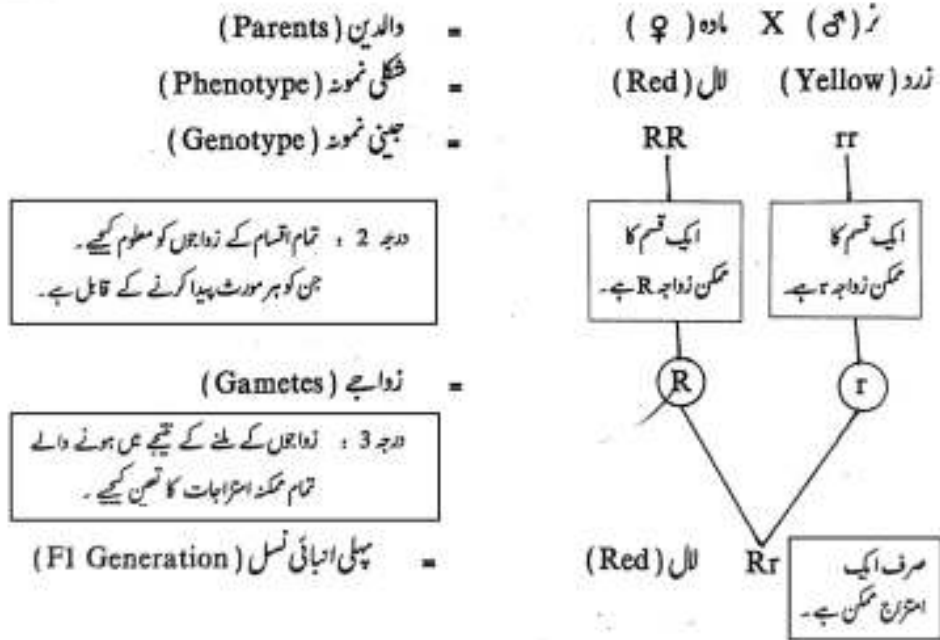 والدین (Parents) = مادہ (♀) X نر (♂)
شکلی نمونہ (Phenotype) = لال (Red) زرد (Yellow)
جینی نمونہ (Genotype) = RR rr
درجہ 2 : تمام اقسام کے زواجوں کو معلوم کیجیے۔
جن کو ہر مورث پیدا کرنے کے قابل ہے۔
ایک قسم کا
ممکن زواجہ R ہے۔
ایک قسم کا
ممکن زواجہ r ہے۔
زواجے (Gametes) = R r
درجہ 3 : زواجوں کے ملنے کے نتیجے میں ہونے والے
تمام ممکنہ امتزاجات کا تعین کیجیے۔
پہلی ابنائی نسل (F1 Generation) = لال (Red) Rr
صرف ایک
امتزاج ممکن ہے۔